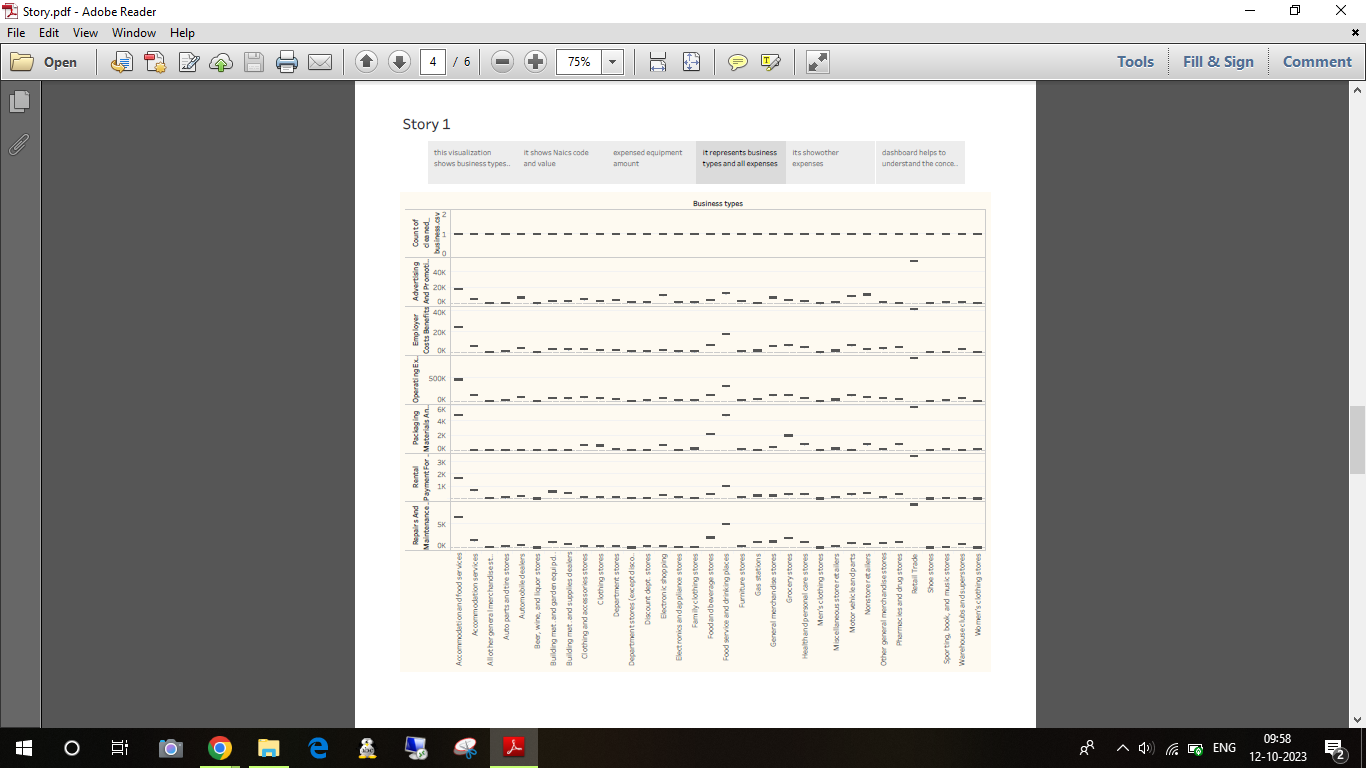 Story.pdf - Adobe Reader
File Edit View Window Help
Open 4 / 6 75% Tools Fill & Sign Comment
Story 1
this visualization shows business types..
it shows Naics code and value
expensed equipment amount
it represents business types and all expenses
its showother expenses
dashboard helps to understand the conce..
Business types
Count of cleaned_ business.csv
2
1
0
Advertising And Promoti..
40K
20K
0K
Employer Costs Benefits
40K
20K
0K
Operating Ex..
500K
0K
Packaging Materials An..
6K
4K
2K
0K
Rental Payment For ..
3K
2K
1K
Repairs And Maintenance..
5K
0K
Accommodation and food services
Accommodation services
All other general merchandise st..
Auto parts and tire stores
Automobile dealers
Beer, wine, and liquor stores
Building mat. and garden equip d..
Building mat. and supplies dealers
Clothing and accessories stores
Clothing stores
Department stores
Department stores (except disco..
Discount dept. stores
Electronic shopping
Electronics and appliance stores
Family clothing stores
Food and beverage stores
Food service and drinking places
Furniture stores
Gas stations
General merchandise stores
Grocery stores
Health and personal care stores
Men's clothing stores
Miscellaneous store retailers
Motor vehicle and parts
Nonstore retailers
Other general merchandise stores
Pharmacies and drug stores
Retail Trade
Shoe stores
Sporting, book, and music stores
Warehouse clubs and superstores
Women's clothing stores
ENG 09:58
12-10-2023
2